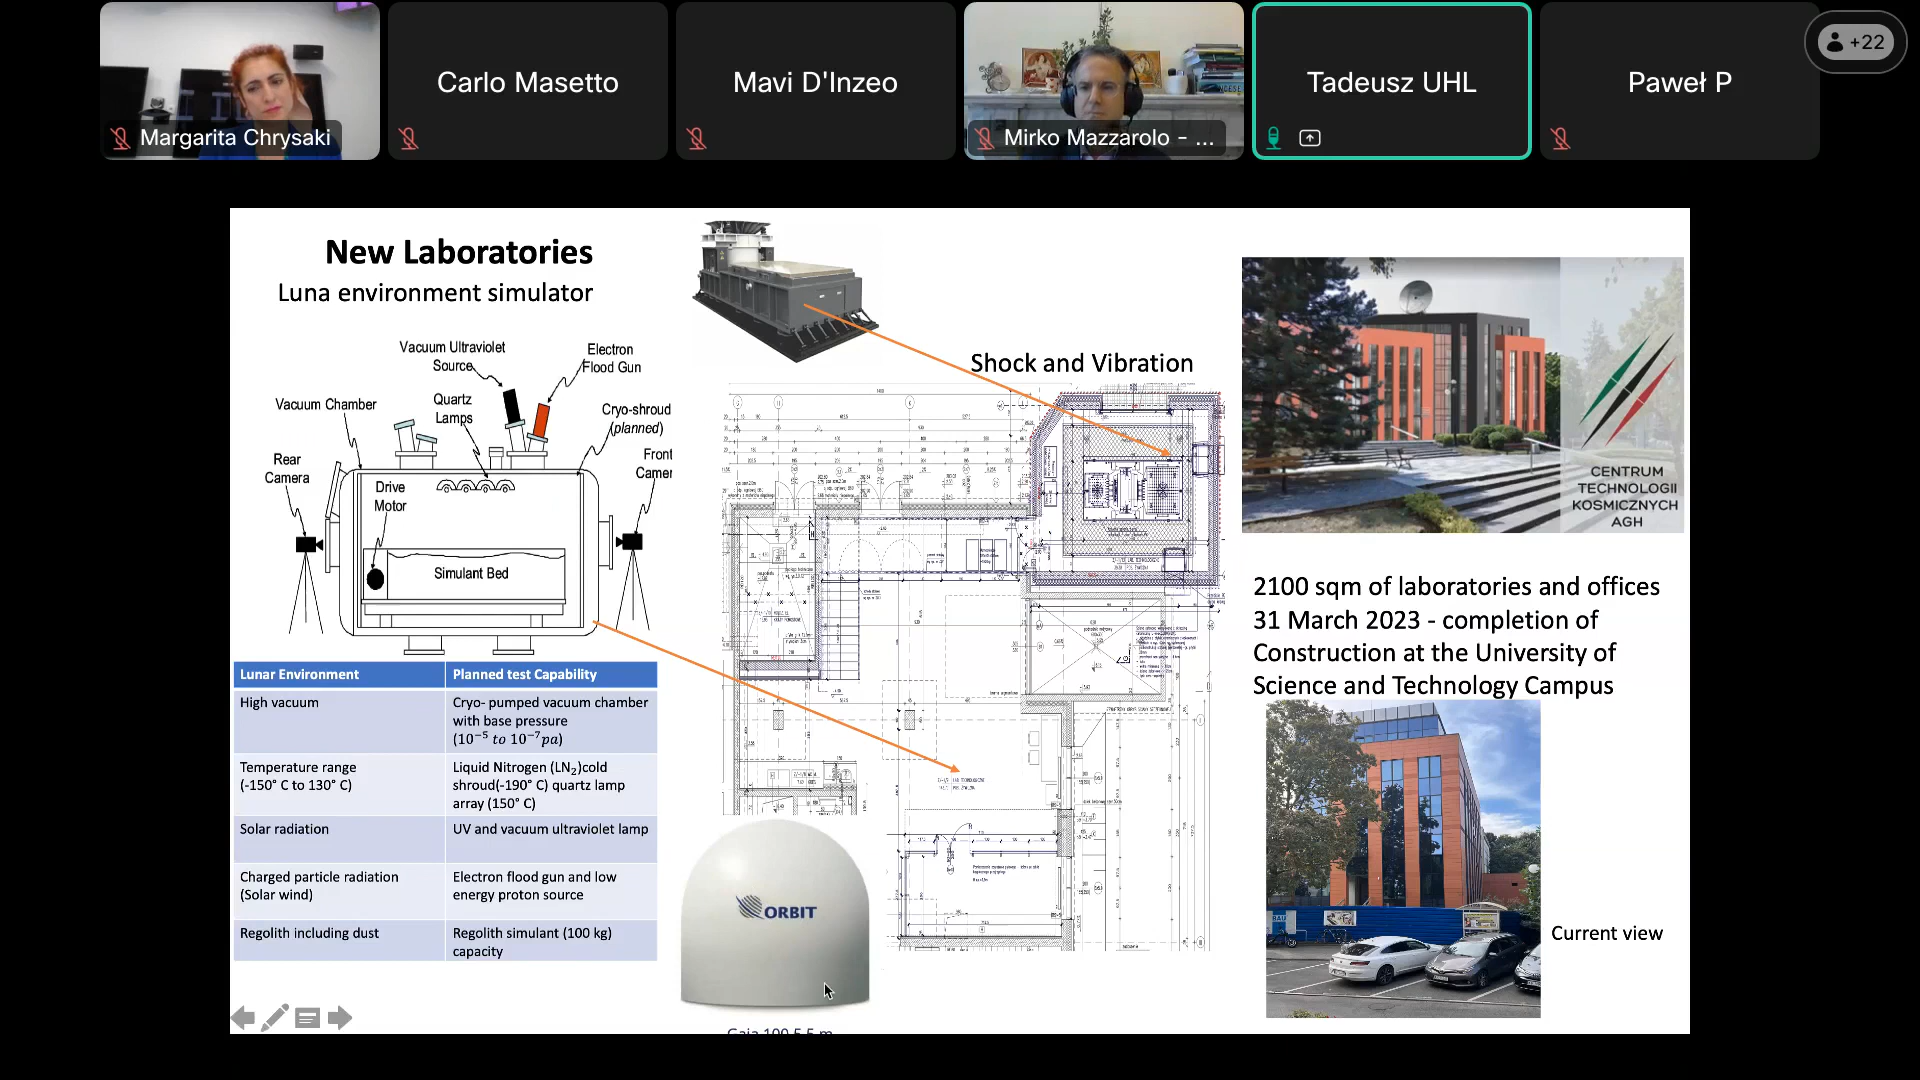 Margarita Chrysaki
Carlo Masetto
Mavi D'Inzeo
Mirko Mazzarolo - ...
Tadeusz UHL
Paweł P
+22
New Laboratories
Luna environment simulator
Vacuum Ultraviolet
Source
Electron
Flood Gun
Vacuum Chamber
Quartz
Lamps
Cryo-shroud
(planned)
Rear
Camera
Drive
Motor
Front
Camer
Simulant Bed
Lunar Environment
Planned test Capability
High vacuum
Cryo- pumped vacuum chamber
with base pressure
(10⁻⁵ to 10⁻⁷pa)
Temperature range
(-150° C to 130° C)
Liquid Nitrogen (LN₂)cold
shroud(-190° C) quartz lamp
array (150° C)
Solar radiation
UV and vacuum ultraviolet lamp
Charged particle radiation
(Solar wind)
Electron flood gun and low
energy proton source
Regolith including dust
Regolith simulant (100 kg)
capacity
Shock and Vibration
ORBIT
Gaia 100 5.5 m
CENTRUM
TECHNOLOGII
KOSMICZNYCH
AGH
2100 sqm of laboratories and offices
31 March 2023 - completion of
Construction at the University of
Science and Technology Campus
Current view